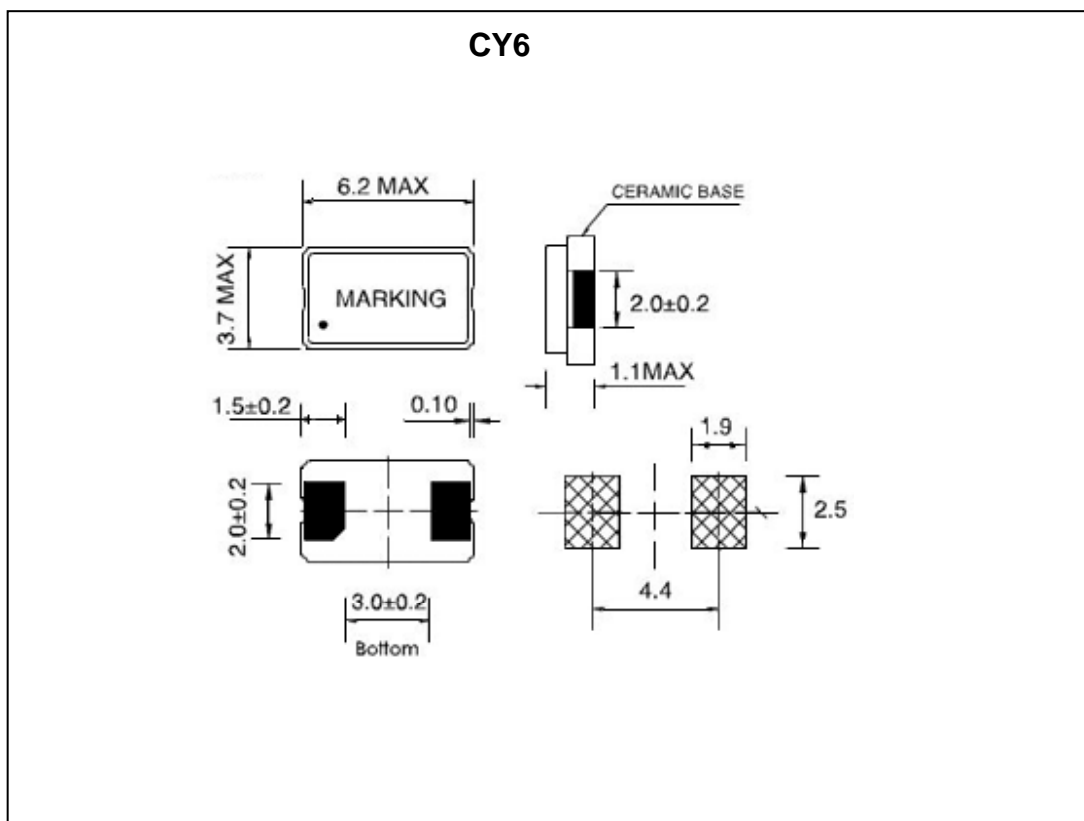 CY6
6.2 MAX
CERAMIC BASE
3.7 MAX
MARKING
2.0±0.2
1.1MAX
1.5±0.2
0.10
1.9
2.0±0.2
2.5
3.0±0.2
4.4
Bottom